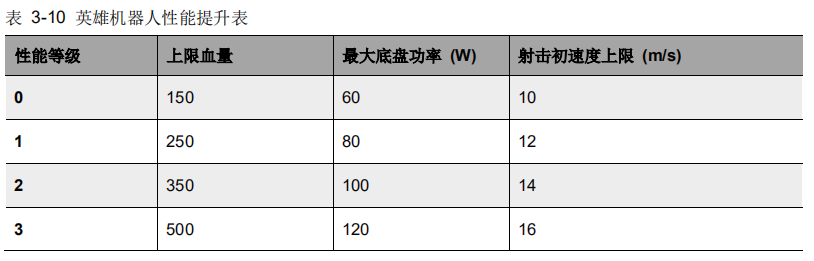 表 3-10 英雄机器人性能提升表
性能等级 上限血量 最大底盘功率 (W) 射击初速度上限 (m/s)
0 150 60 10
1 250 80 12
2 350 100 14
3 500 120 16